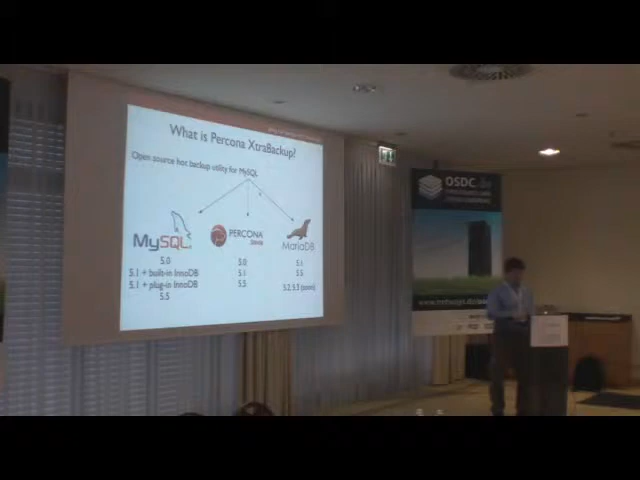 What is Percona XtraBackup?
Open source hot backup utility for MySQL
MySQL
PERCONA
MariaDB
5.0
5.1 + built-in InnoDB
5.1 + plug-in InnoDB
5.5
5.0
5.1
5.5
5.1
5.5
5.2, 5.3
OSDC.de